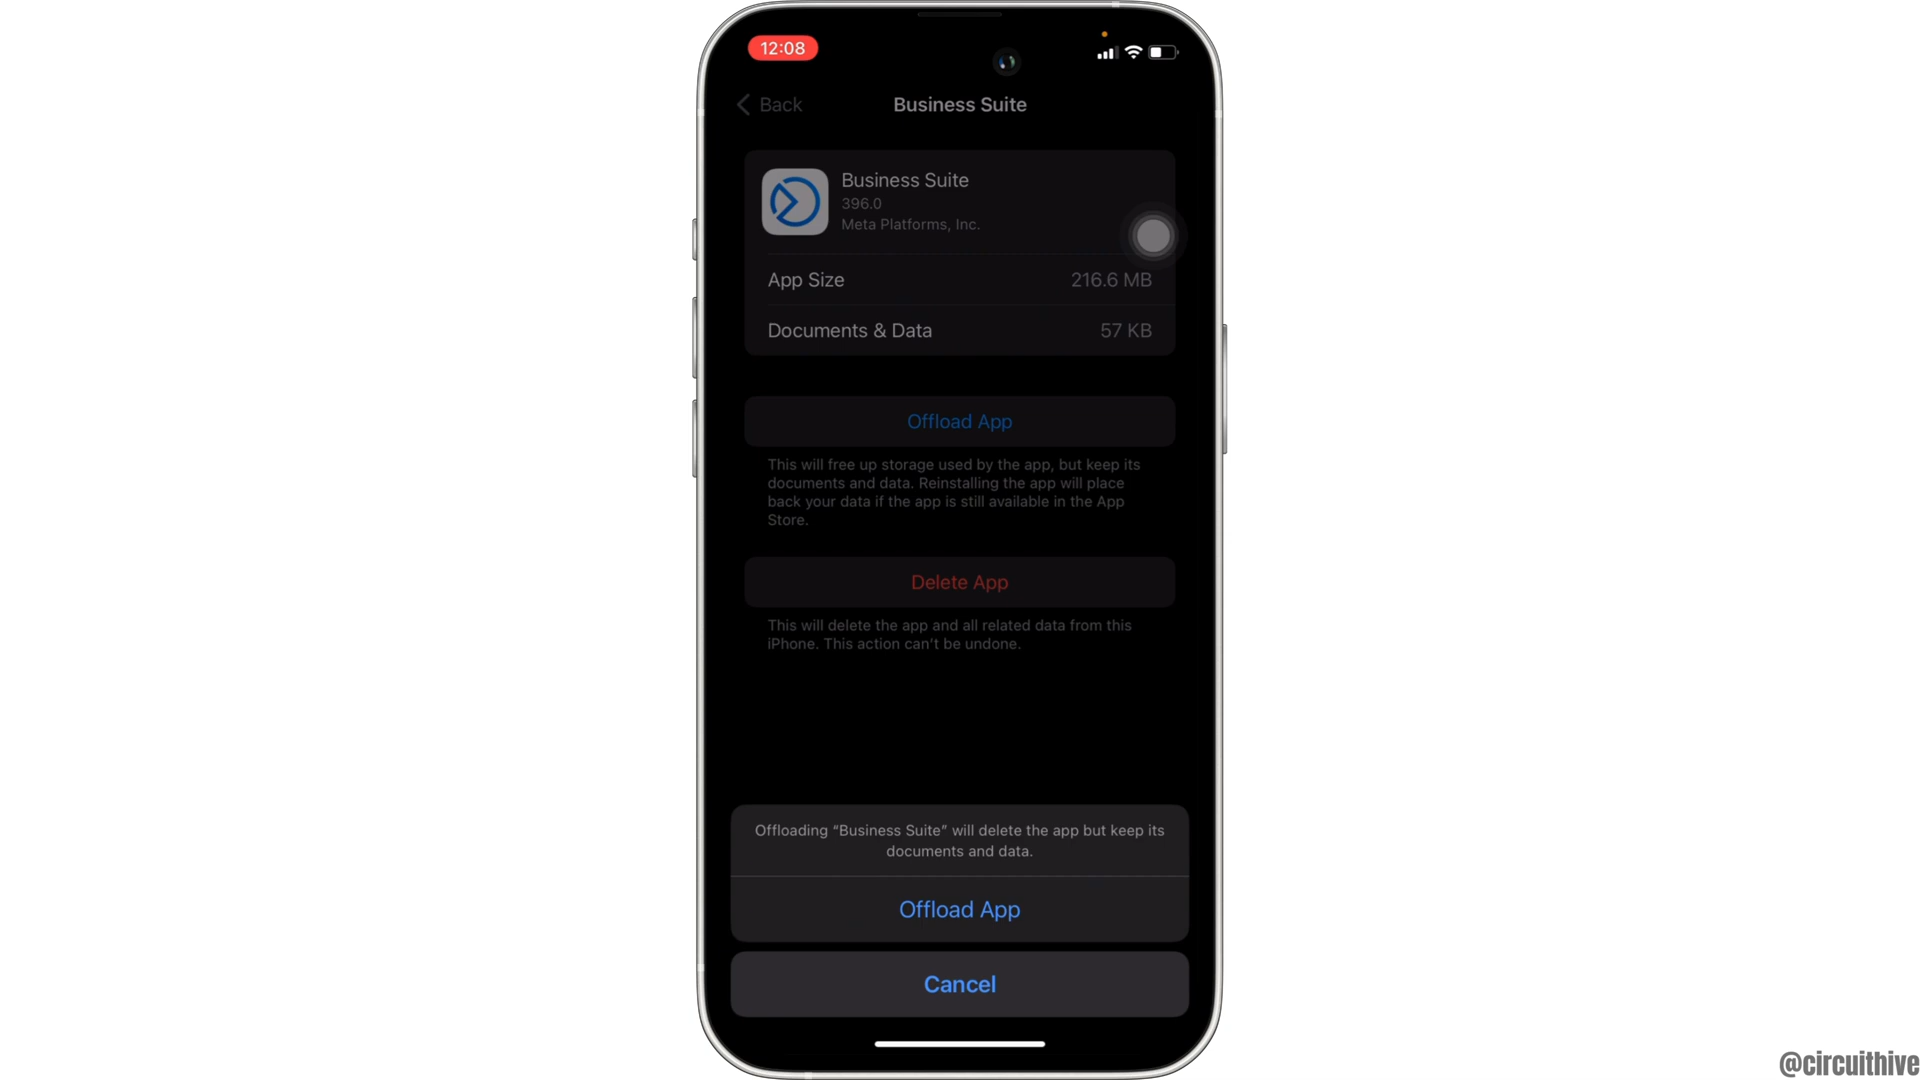 12:08
Back
Business Suite
Business Suite
396.0
Meta Platforms, Inc.
App Size
216.6 MB
Documents & Data
57 KB
Offload App
This will free up storage used by the app, but keep its
documents and data. Reinstalling the app will place
back your data if the app is still available in the App
Store.
Delete App
This will delete the app and all related data from this
iPhone. This action can't be undone.
Offloading “Business Suite” will delete the app but keep its
documents and data.
Offload App
Cancel
@circuithive